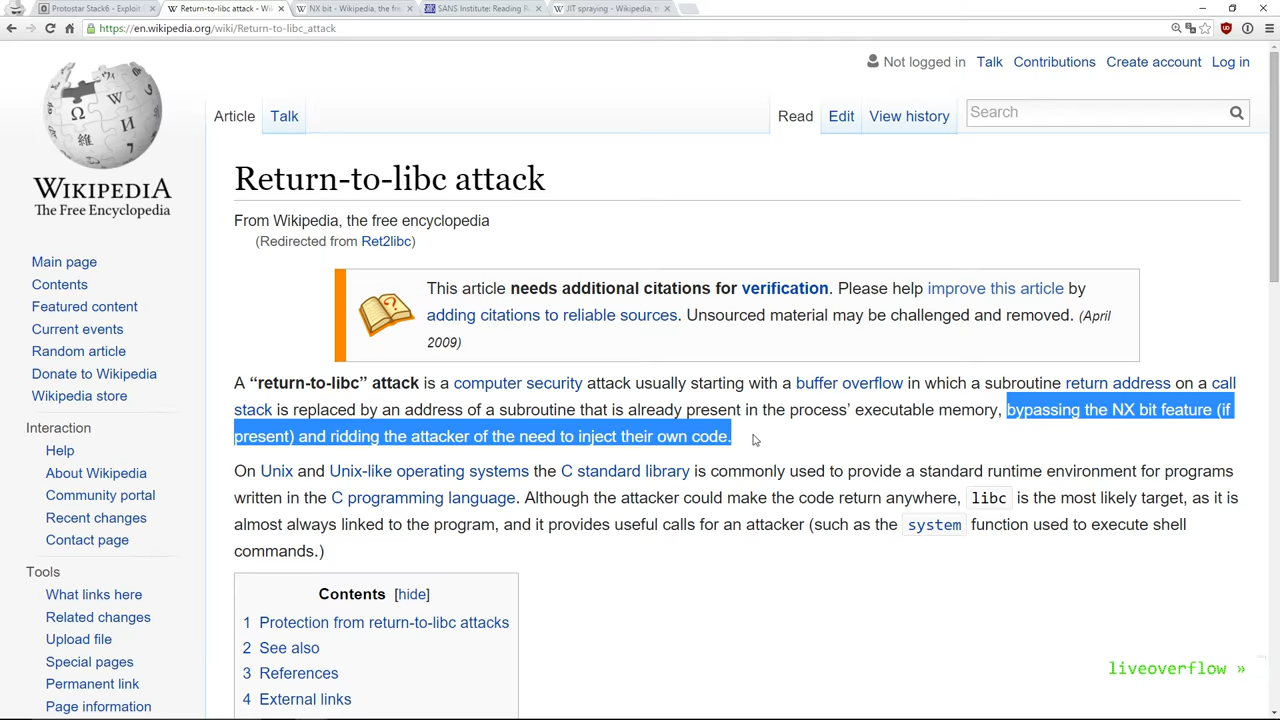 Protostar Stack6 - Exploit
Return-to-libc attack - Wi
NX bit - Wikipedia, the fre
SANS Institute: Reading R
JIT spraying - Wikipedia, t
https://en.wikipedia.org/wiki/Return-to-libc_attack
Not logged in Talk Contributions Create account Log in
Article Talk Read Edit View history Search
WIKIPEDIA
The Free Encyclopedia
Main page
Contents
Featured content
Current events
Random article
Donate to Wikipedia
Wikipedia store
Interaction
Help
About Wikipedia
Community portal
Recent changes
Contact page
Tools
What links here
Related changes
Upload file
Special pages
Permanent link
Page information
Return-to-libc attack
From Wikipedia, the free encyclopedia
(Redirected from Ret2libc)
This article needs additional citations for verification. Please help improve this article by
adding citations to reliable sources. Unsourced material may be challenged and removed. (April
2009)
A “return-to-libc” attack is a computer security attack usually starting with a buffer overflow in which a subroutine return address on a call
stack is replaced by an address of a subroutine that is already present in the process’ executable memory, bypassing the NX bit feature (if
present) and ridding the attacker of the need to inject their own code.
On Unix and Unix-like operating systems the C standard library is commonly used to provide a standard runtime environment for programs
written in the C programming language. Although the attacker could make the code return anywhere, libc is the most likely target, as it is
almost always linked to the program, and it provides useful calls for an attacker (such as the system function used to execute shell
commands.)
Contents [hide]
1 Protection from return-to-libc attacks
2 See also
3 References
4 External links
liveoverflow »